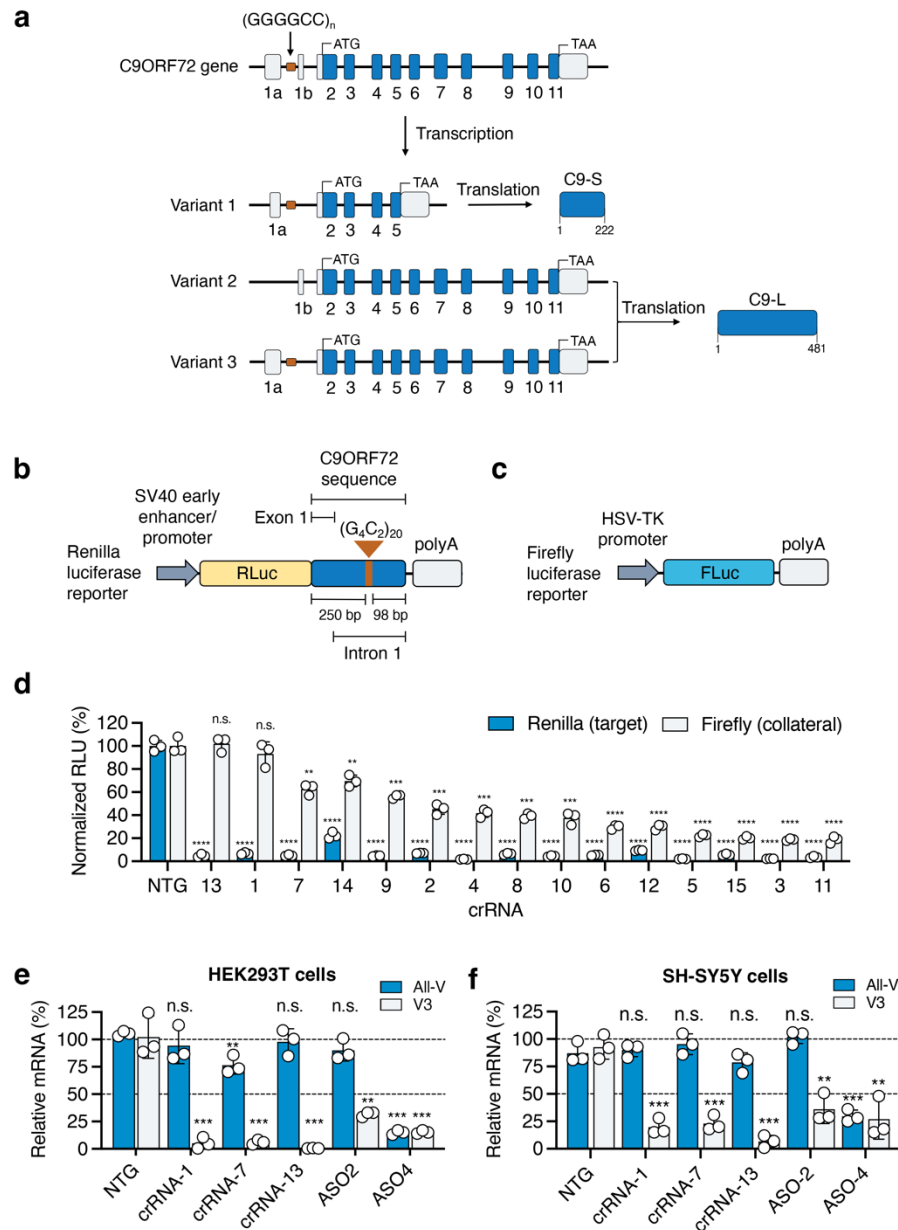 a
(GGGGCC)n
C9ORF72 gene
ATG
TAA
1a 1b 2 3 4 5 6 7 8 9 10 11
Transcription
Variant 1
ATG
TAA
1a 2 3 4 5
Translation
C9-S
1 222
Variant 2
ATG
TAA
1b 2 3 4 5 6 7 8 9 10 11
Translation
C9-L
1 481
Variant 3
ATG
TAA
1a 2 3 4 5 6 7 8 9 10 11
b
C9ORF72
sequence
SV40 early
enhancer/
promoter
Exon 1
(G4C2)20
polyA
Renilla
luciferase
reporter
RLuc
250 bp
98 bp
Intron 1
c
HSV-TK
promoter
polyA
Firefly
luciferase
reporter
FLuc
d
Normalized RLU (%)
120
100
80
60
40
20
0
Renilla (target)
Firefly (collateral)
n.s. n.s. ** ** *** *** *** *** *** **** **** **** **** **** ****
**** **** **** **** **** **** **** **** **** **** **** **** **** **** ****
NTG 13 1 7 14 9 2 4 8 10 6 12 5 15 3 11
crRNA
e
HEK293T cells
All-V
V3
Relative mRNA (%)
125
100
75
50
25
0
n.s. *** ** *** n.s. *** n.s. ** *** ***
NTG
crRNA-1
crRNA-7
crRNA-13
ASO2
ASO4
f
SH-SY5Y cells
All-V
V3
Relative mRNA (%)
125
100
75
50
25
0
n.s. *** n.s. *** n.s. *** n.s. ** *** **
NTG
crRNA-1
crRNA-7
crRNA-13
ASO-2
ASO-4